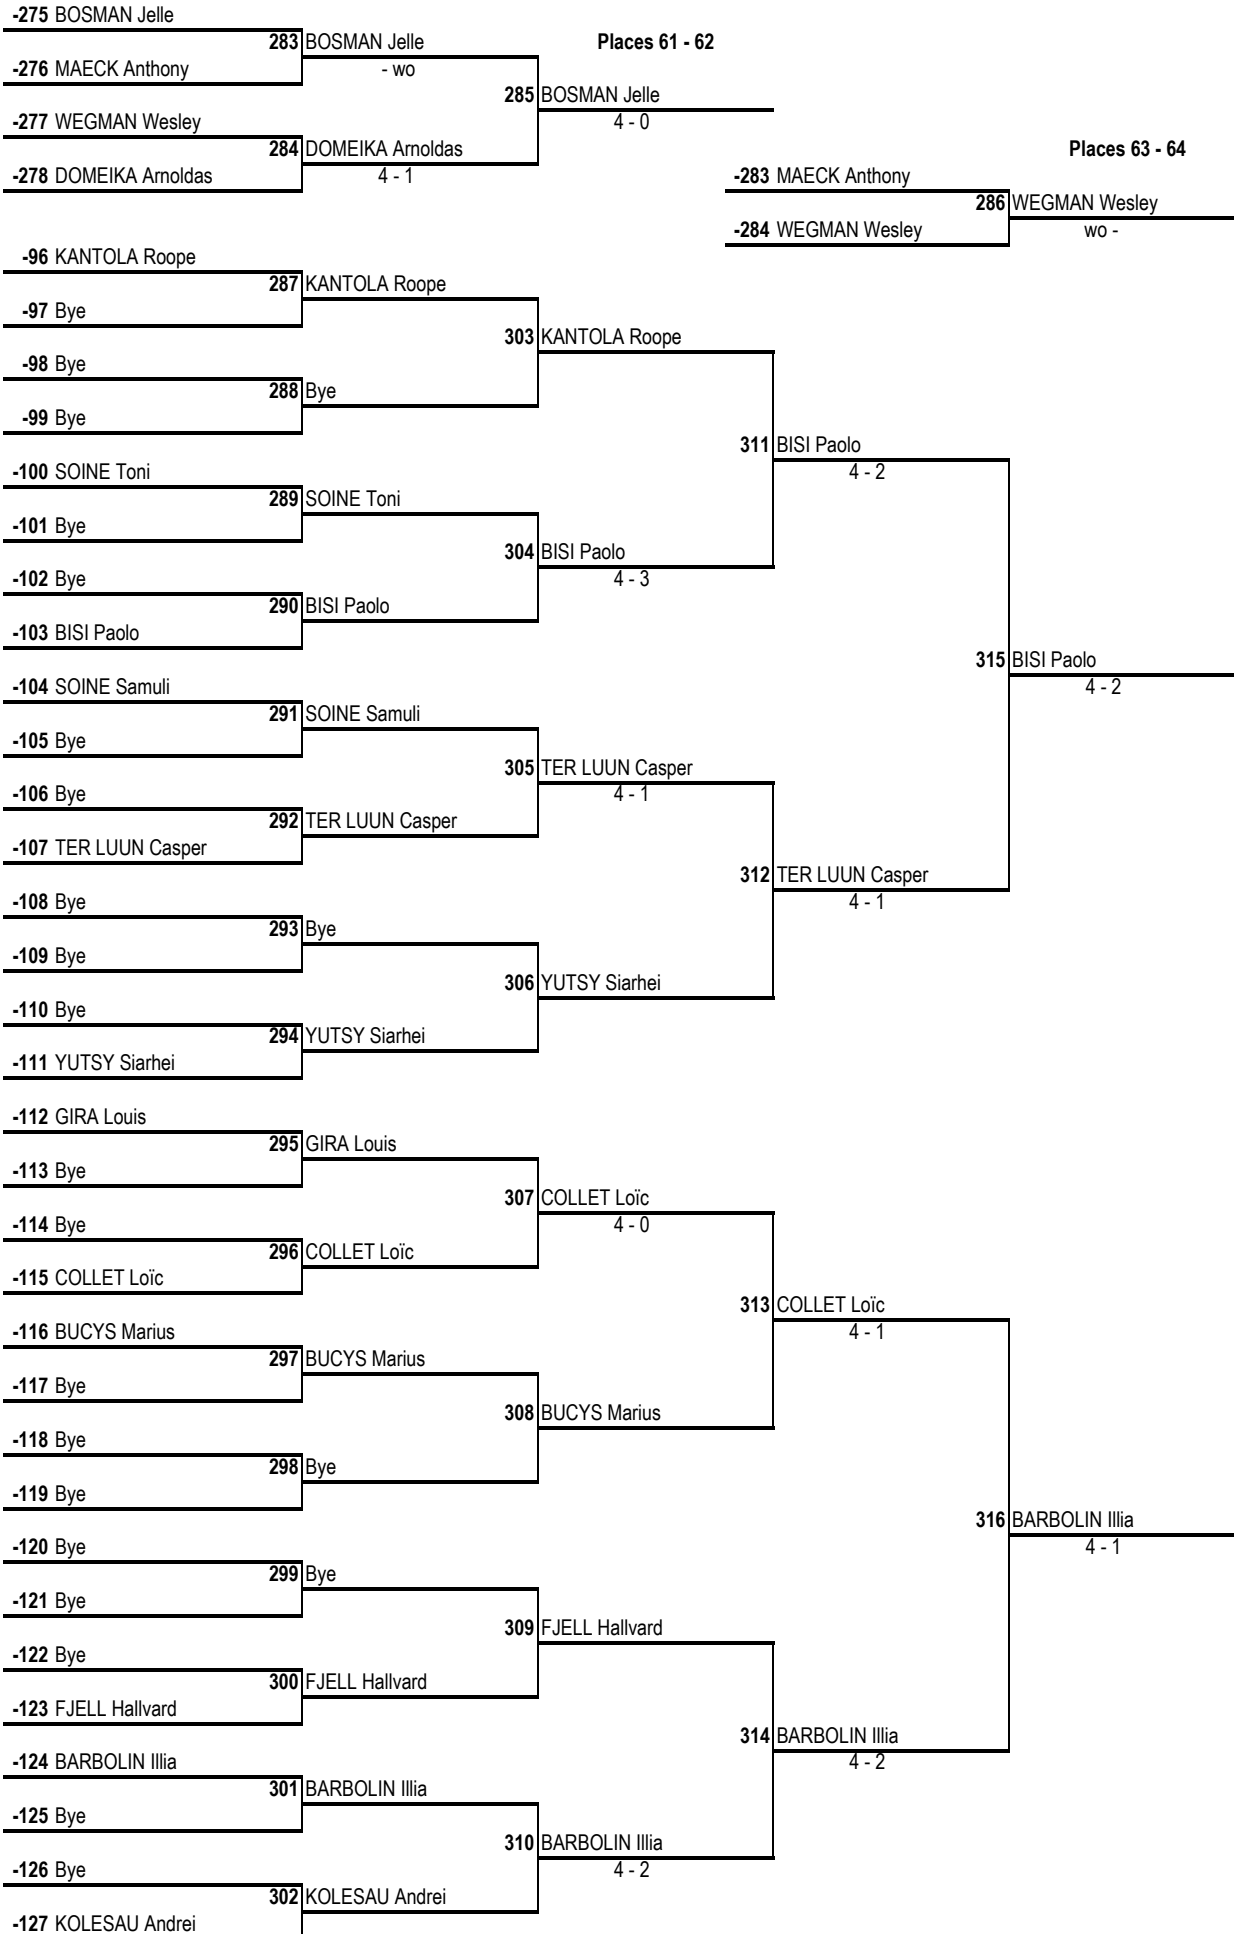 -275 BOSMAN Jelle
283 BOSMAN Jelle Places 61 - 62
-276 MAECK Anthony - wo
285 BOSMAN Jelle
-277 WEGMAN Wesley 4 - 0
284 DOMEIKA Arnoldas Places 63 - 64
-278 DOMEIKA Arnoldas 4 - 1 -283 MAECK Anthony
286 WEGMAN Wesley
-284 WEGMAN Wesley wo -
-96 KANTOLA Roope
287 KANTOLA Roope
-97 Bye
303 KANTOLA Roope
-98 Bye
288 Bye
-99 Bye
311 BISI Paolo
-100 SOINE Toni 4 - 2
289 SOINE Toni
-101 Bye
304 BISI Paolo
-102 Bye 4 - 3
290 BISI Paolo
-103 BISI Paolo
315 BISI Paolo
-104 SOINE Samuli 4 - 2
291 SOINE Samuli
-105 Bye
305 TER LUUN Casper
-106 Bye 4 - 1
292 TER LUUN Casper
-107 TER LUUN Casper
312 TER LUUN Casper
-108 Bye 4 - 1
293 Bye
-109 Bye
306 YUTSY Siarhei
-110 Bye
294 YUTSY Siarhei
-111 YUTSY Siarhei
-112 GIRA Louis
295 GIRA Louis
-113 Bye
307 COLLET Loïc
-114 Bye 4 - 0
296 COLLET Loïc
-115 COLLET Loïc
313 COLLET Loïc
-116 BUCYS Marius 4 - 1
297 BUCYS Marius
-117 Bye
308 BUCYS Marius
-118 Bye
298 Bye
-119 Bye
316 BARBOLIN Illia
-120 Bye 4 - 1
299 Bye
-121 Bye
309 FJELL Hallvard
-122 Bye
300 FJELL Hallvard
-123 FJELL Hallvard
314 BARBOLIN Illia
-124 BARBOLIN Illia 4 - 2
301 BARBOLIN Illia
-125 Bye
310 BARBOLIN Illia
-126 Bye 4 - 2
302 KOLESAU Andrei
-127 KOLESAU Andrei